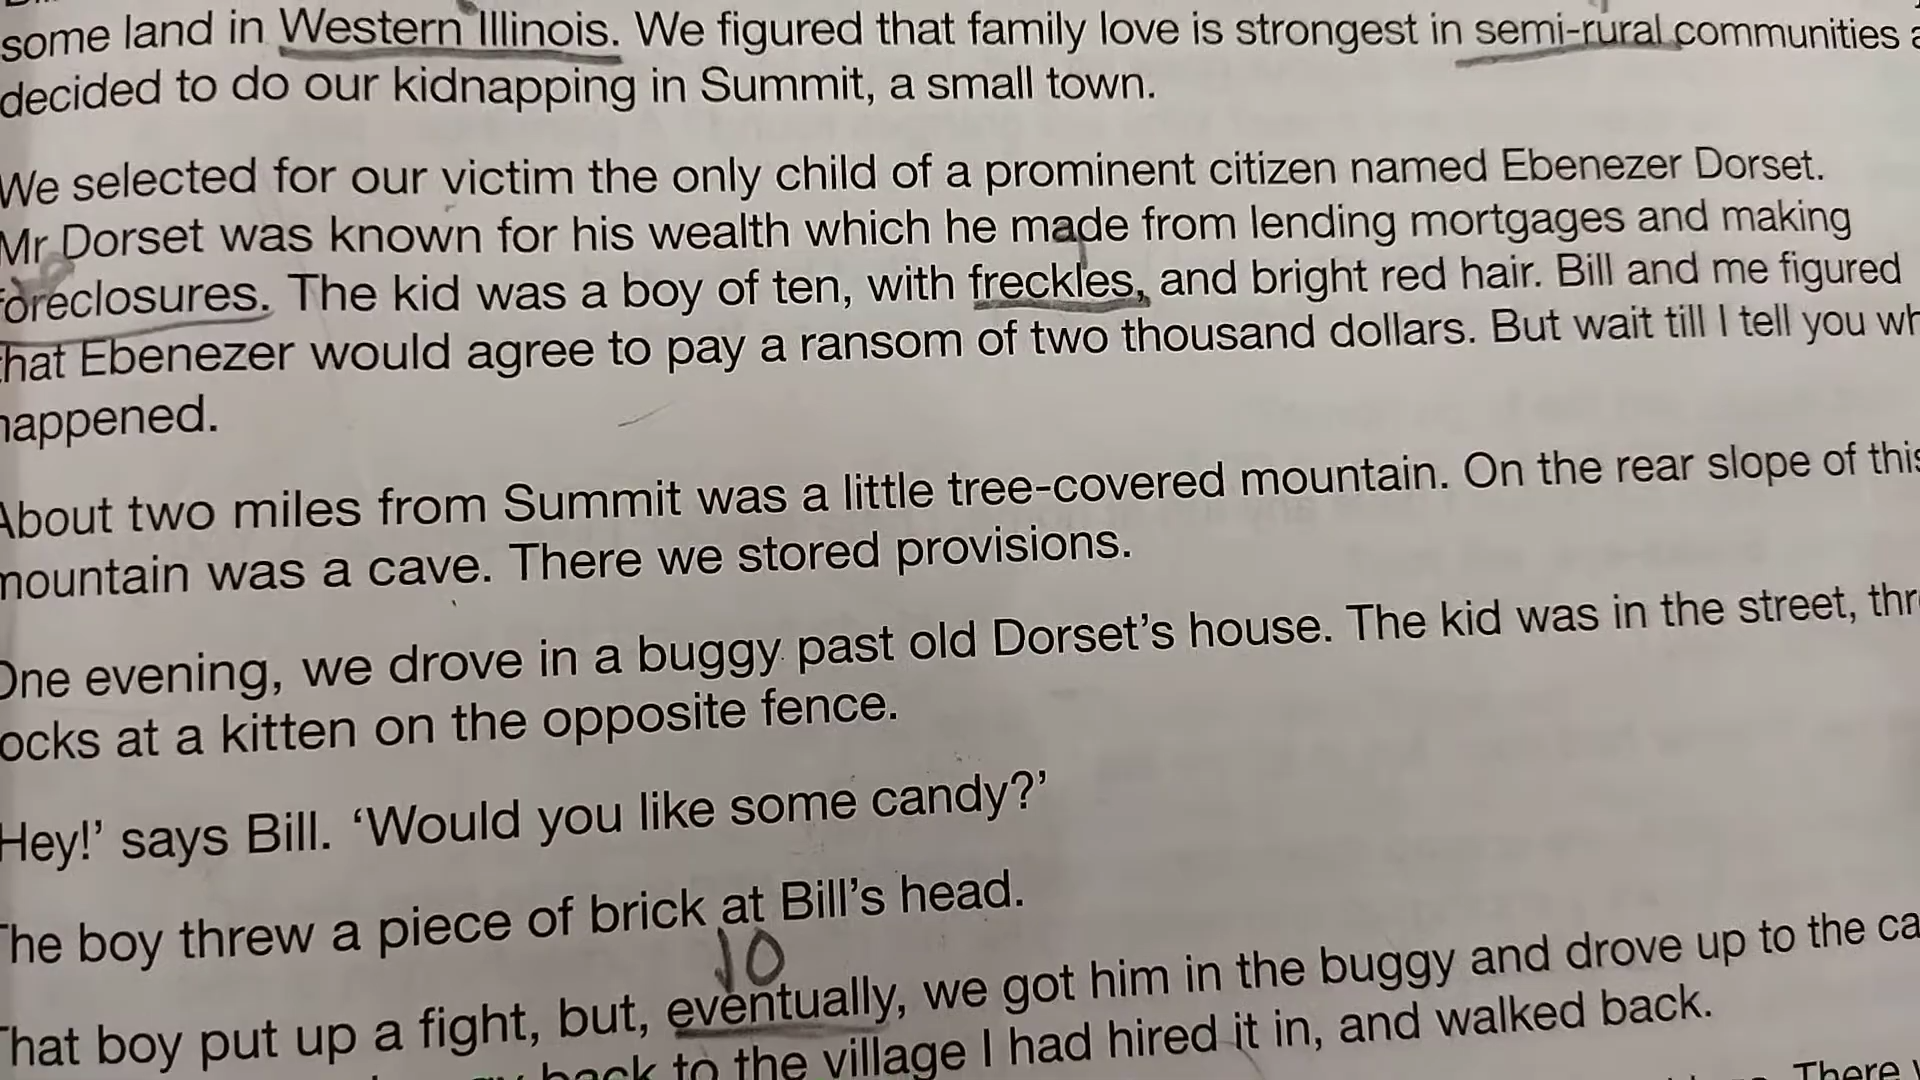 some land in Western Illinois. We figured that family love is strongest in semi-rural communities
decided to do our kidnapping in Summit, a small town.
We selected for our victim the only child of a prominent citizen named Ebenezer Dorset.
Mr Dorset was known for his wealth which he made from lending mortgages and making
foreclosures. The kid was a boy of ten, with freckles, and bright red hair. Bill and me figured
that Ebenezer would agree to pay a ransom of two thousand dollars. But wait till I tell you wh
happened.
About two miles from Summit was a little tree-covered mountain. On the rear slope of this
mountain was a cave. There we stored provisions.
One evening, we drove in a buggy past old Dorset's house. The kid was in the street, thr
ocks at a kitten on the opposite fence.
Hey!' says Bill. 'Would you like some candy?'
The boy threw a piece of brick at Bill's head.
10
That boy put up a fight, but, eventually, we got him in the buggy and drove up to the ca
back to the village I had hired it in, and walked back.
There